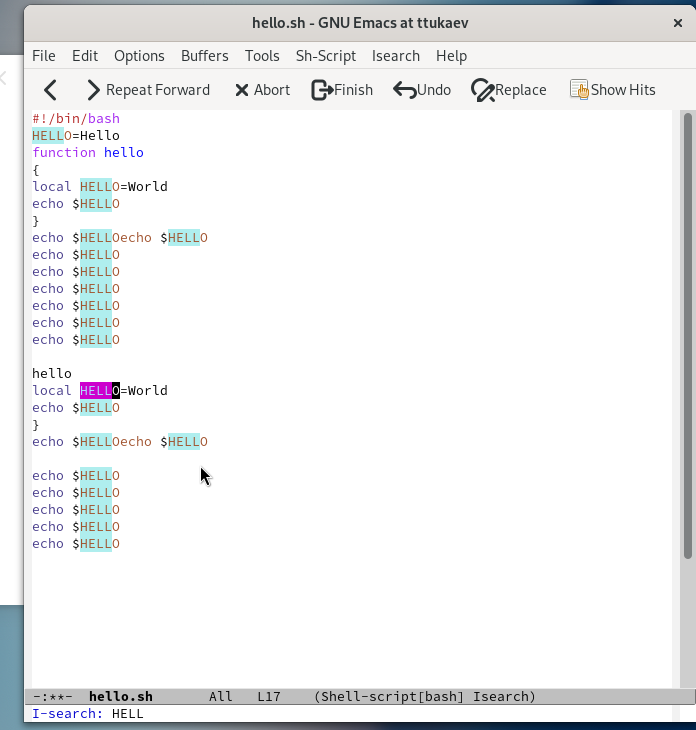 hello.sh - GNU Emacs at ttukaev
File Edit Options Buffers Tools Sh-Script Isearch Help
Repeat Forward Abort Finish Undo Replace Show Hits
#!/bin/bash
HELLO=Hello
function hello
{
local HELLO=World
echo $HELLO
}
echo $HELLOecho $HELLO
echo $HELLO
echo $HELLO
echo $HELLO
echo $HELLO
echo $HELLO
echo $HELLO
hello
local HELLO=World
echo $HELLO
}
echo $HELLOecho $HELLO
echo $HELLO
echo $HELLO
echo $HELLO
echo $HELLO
echo $HELLO
-:**- hello.sh All L17 (Shell-script[bash] Isearch)
I-search: HELL